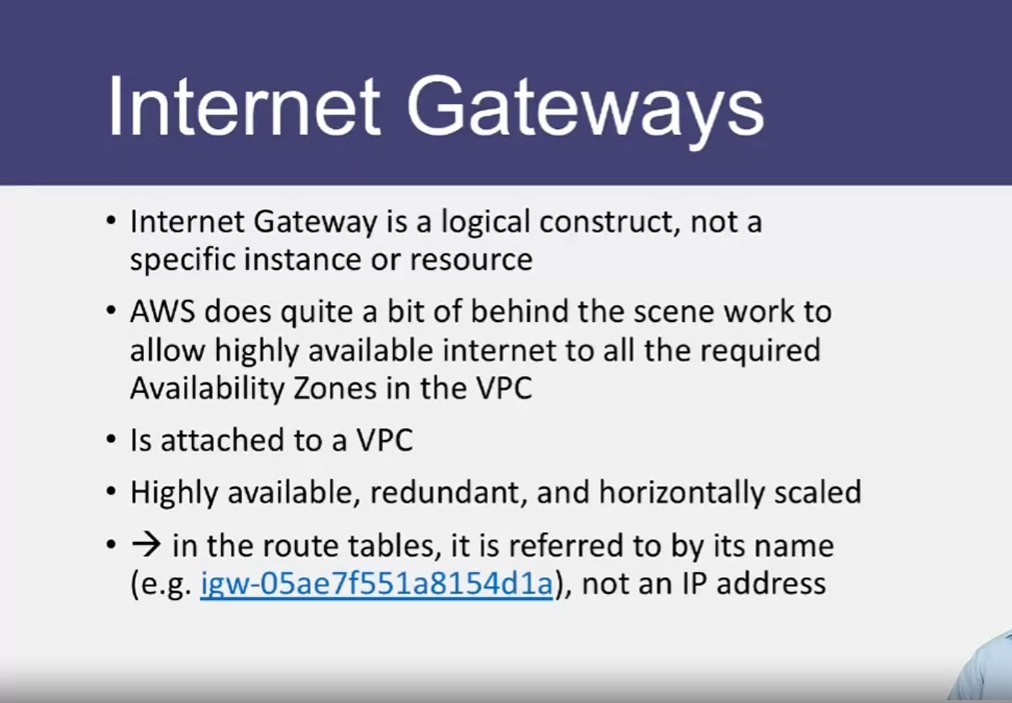 Internet Gateways
• Internet Gateway is a logical construct, not a
specific instance or resource
• AWS does quite a bit of behind the scene work to
allow highly available internet to all the required
Availability Zones in the VPC
• Is attached to a VPC
• Highly available, redundant, and horizontally scaled
• → in the route tables, it is referred to by its name
(e.g. igw-05ae7f551a8154d1a), not an IP address